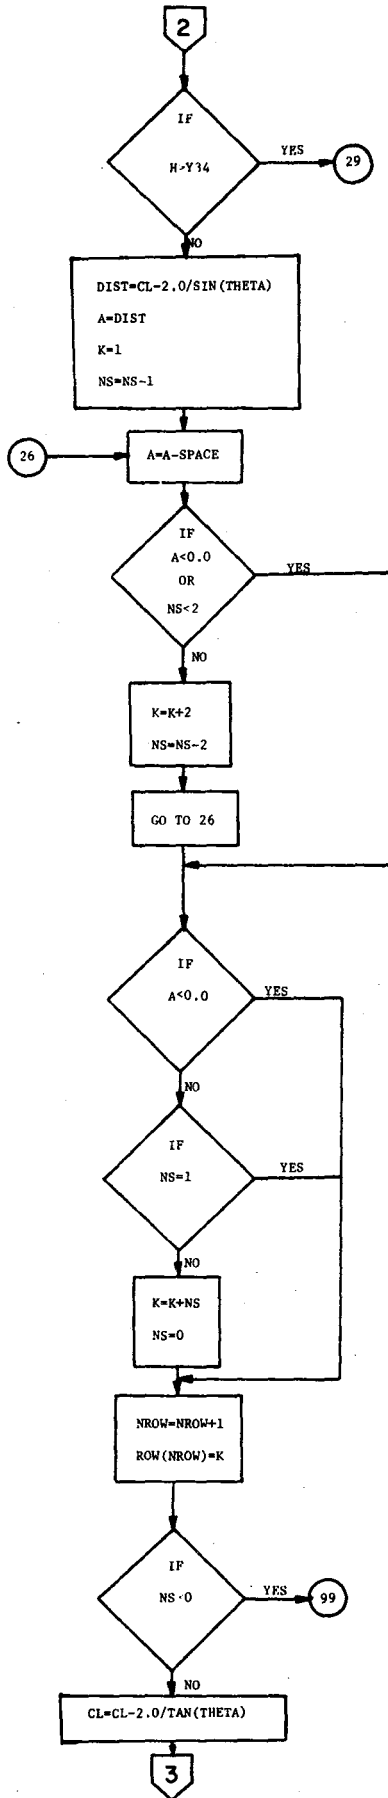 2
IF
H>Y34
YES
29
NO
DIST=CL-2.0/SIN(THETA)
A=DIST
K=1
NS=NS-1
26
A=A-SPACE
IF
A<0.0
OR
NS<2
YES
NO
K=K+2
NS=NS-2
GO TO 26
IF
A<0.0
YES
NO
IF
NS=1
YES
NO
K=K+NS
NS=0
NROW=NROW+1
ROW(NROW)=K
IF
YES
99
NO
CL=CL-2.0/TAN(THETA)
3